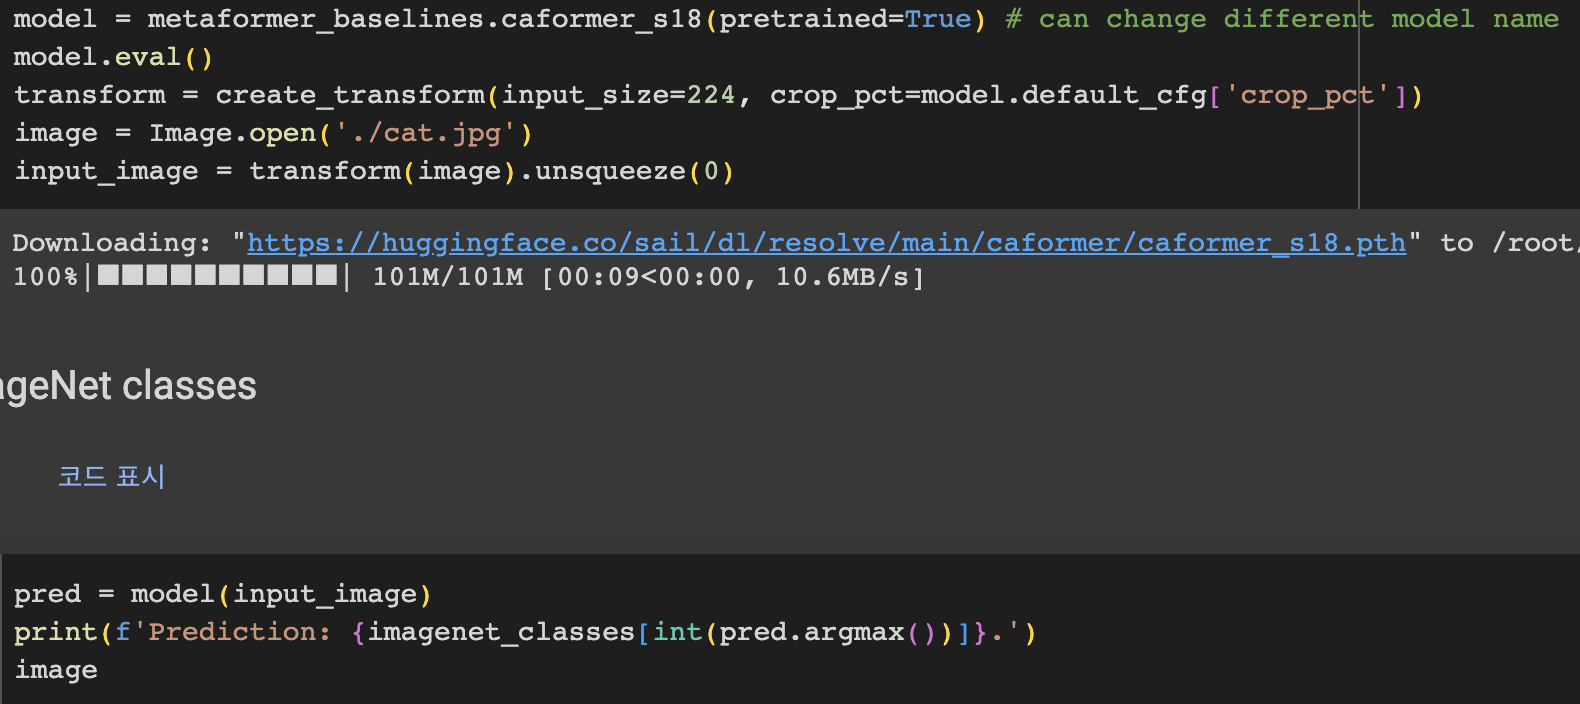 model = metaformer_baselines.caformer_s18(pretrained=True) # can change different model name
model.eval()
transform = create_transform(input_size=224, crop_pct=model.default_cfg['crop_pct'])
image = Image.open('./cat.jpg')
input_image = transform(image).unsqueeze(0)
Downloading: "https://huggingface.co/sail/dl/resolve/main/caformer/caformer_s18.pth" to /root/
100%|██████████| 101M/101M [00:09<00:00, 10.6MB/s]
ageNet classes
코드 표시
pred = model(input_image)
print(f'Prediction: {imagenet_classes[int(pred.argmax())]}.')
image